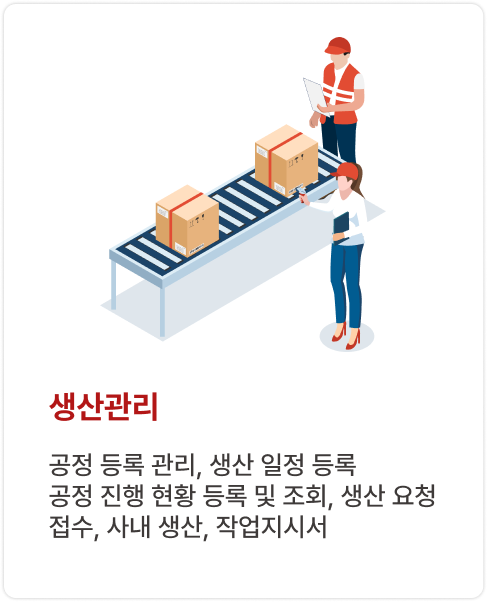 생산관리
공정 등록 관리, 생산 일정 등록
공정 진행 현황 등록 및 조회, 생산 요청
접수, 사내 생산, 작업지시서